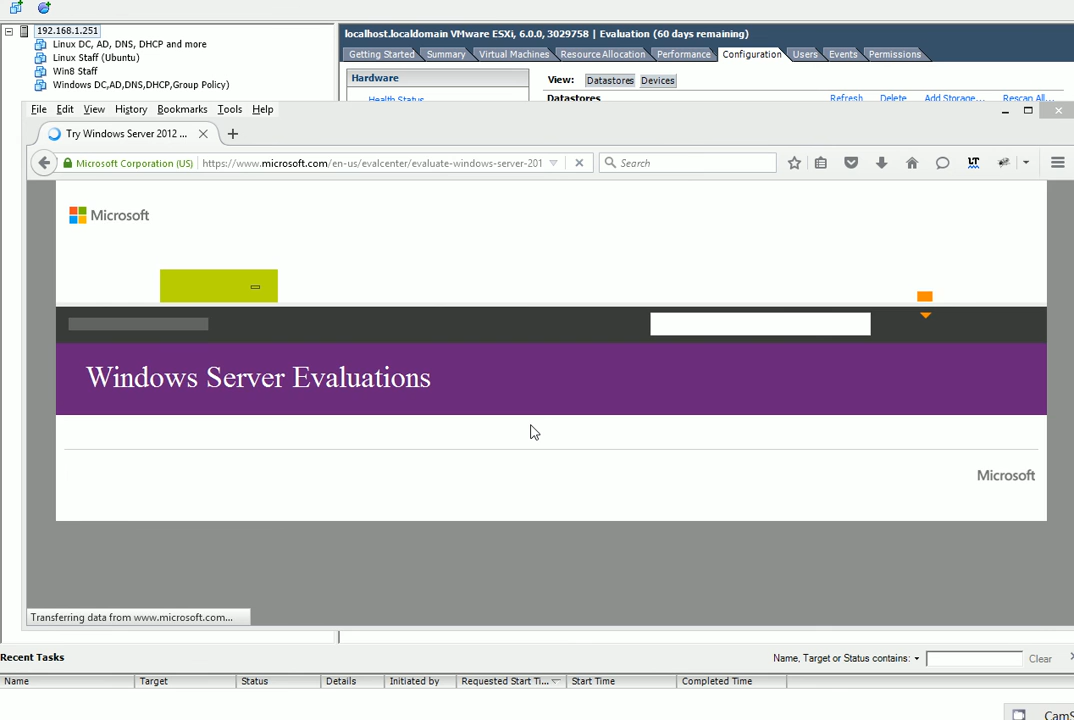 192.168.1.251
Linux DC, AD, DNS, DHCP and more
Linux Staff (Ubuntu)
Win8 Staff
Windows DC,AD,DNS,DHCP,Group Policy)
localhost.localdomain VMware ESXi, 6.0.0, 3029758 | Evaluation (60 days remaining)
Getting Started Summary Virtual Machines Resource Allocation Performance Configuration Users Events Permissions
Hardware
Health Status
View: Datastores Devices
Datastores
Refresh Delete Add Storage... Rescan All...
File Edit View History Bookmarks Tools Help
Try Windows Server 2012 ...
Microsoft Corporation (US) https://www.microsoft.com/en-us/evalcenter/evaluate-windows-server-201
Search
LT
Microsoft
Windows Server Evaluations
Microsoft
Transferring data from www.microsoft.com...
Recent Tasks
Name, Target or Status contains:
Clear
Name Target Status Details Initiated by Requested Start Ti... Start Time Completed Time
CamS